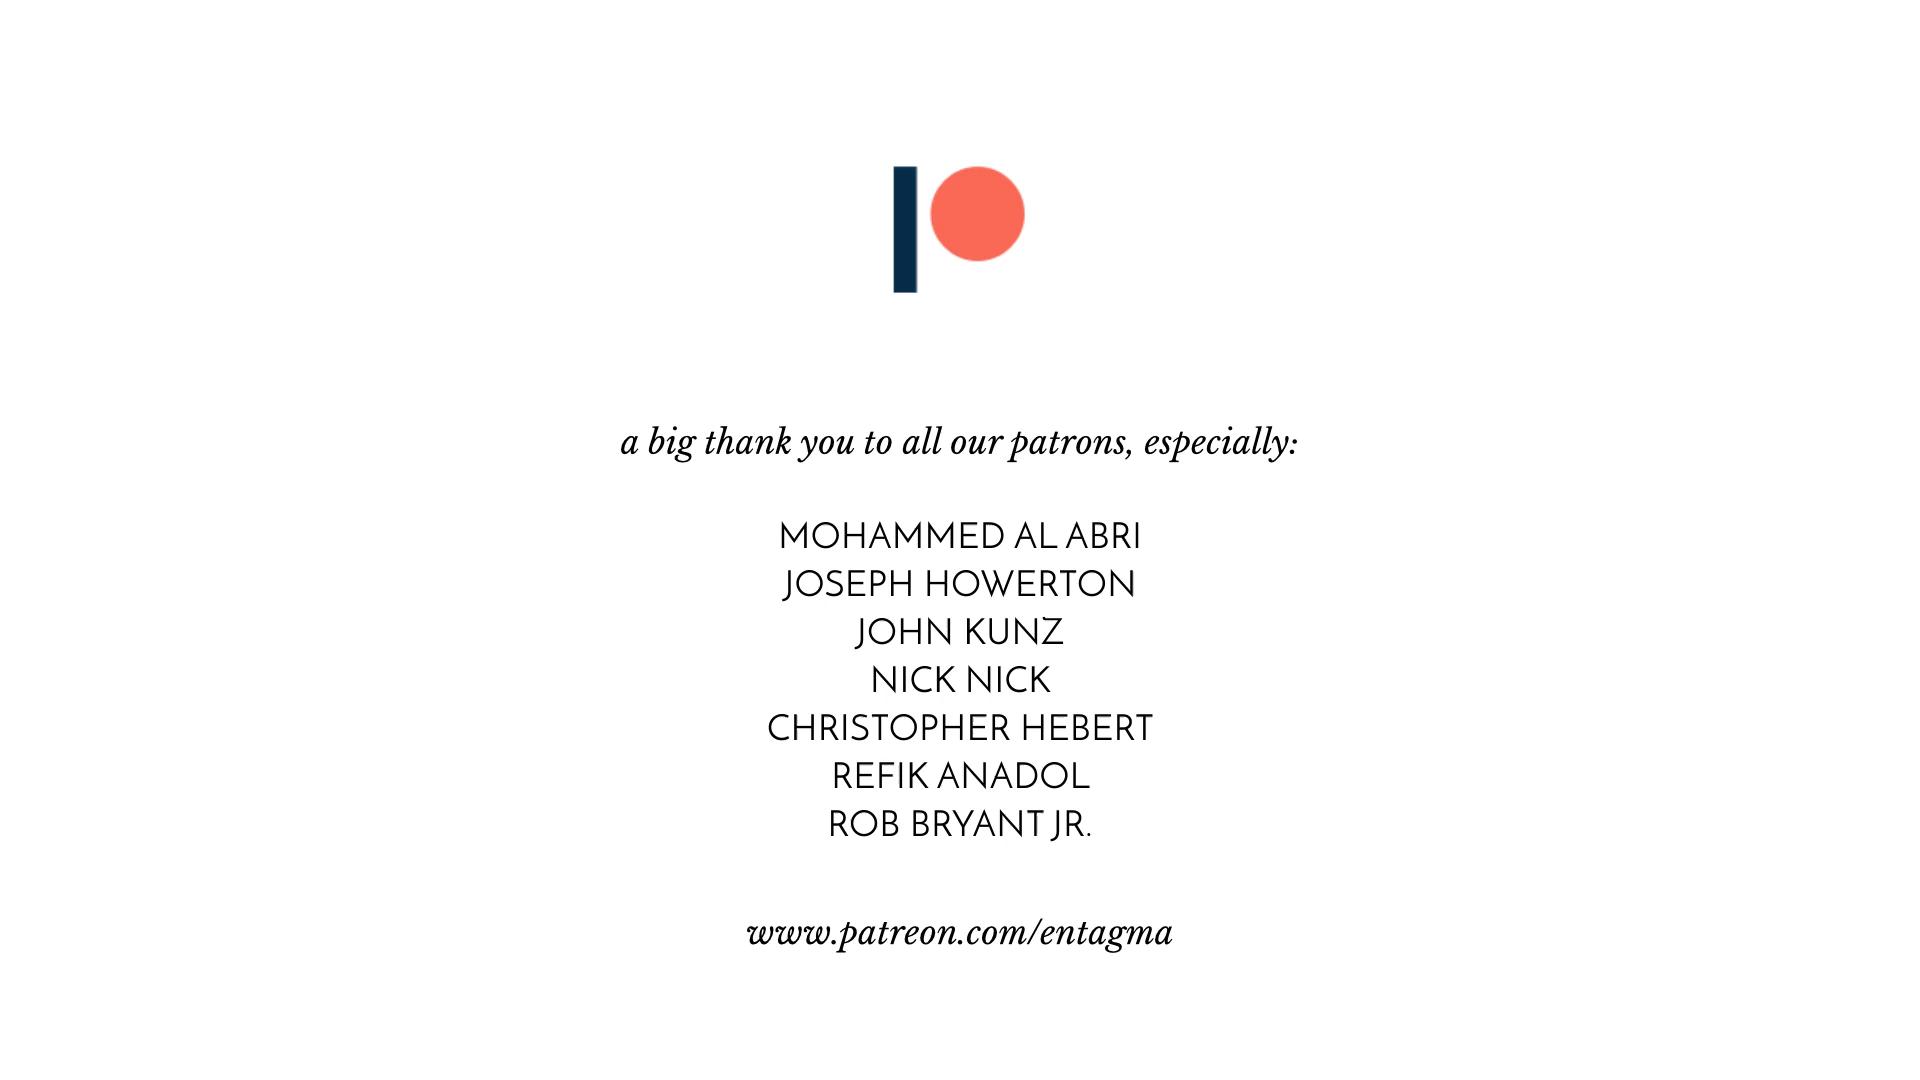 a big thank you to all our patrons, especially:
MOHAMMED AL ABRI
JOSEPH HOWERTON
JOHN KUNZ
NICK NICK
CHRISTOPHER HEBERT
REFIK ANADOL
ROB BRYANT JR.
www.patreon.com/entagma